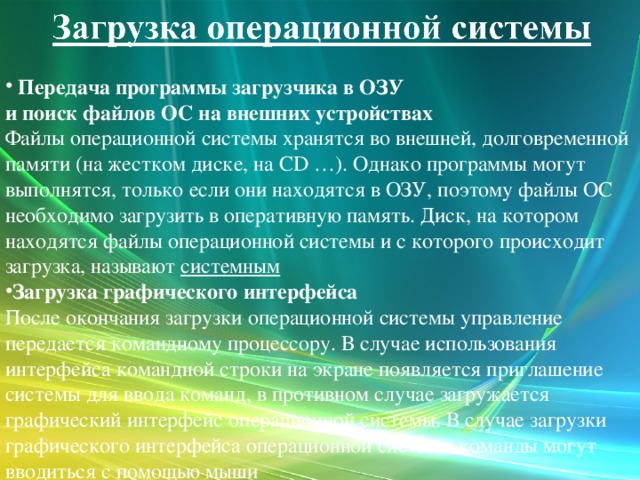 Загрузка операционной системы
• Передача программы загрузчика в ОЗУ
и поиск файлов ОС на внешних устройствах
Файлы операционной системы хранятся во внешней, долговременной
памяти (на жестком диске, на CD …). Однако программы могут
выполнятся, только если они находятся в ОЗУ, поэтому файлы ОС
необходимо загрузить в оперативную память. Диск, на котором
находятся файлы операционной системы и с которого происходит
загрузка, называют системным
•Загрузка графического интерфейса
После окончания загрузки операционной системы управление
передается командному процессору. В случае использования
интерфейса командной строки на экране появляется приглашение
системы для ввода команд, в противном случае загружается
графический интерфейс операционной системы. В случае загрузки
графического интерфейса операционной системы команды могут
вводиться с помощью мыши